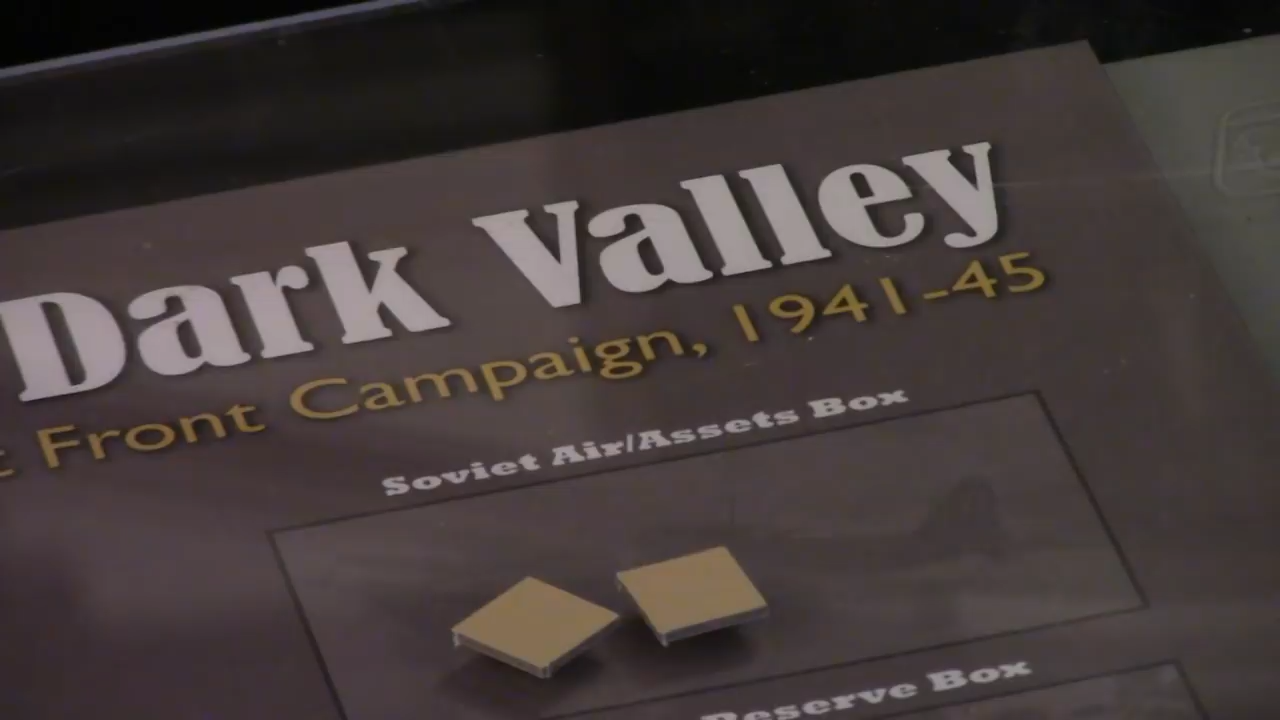 Dark Valley
t Front Campaign, 1941-45
Soviet Air/Assets Box
Reserve Box